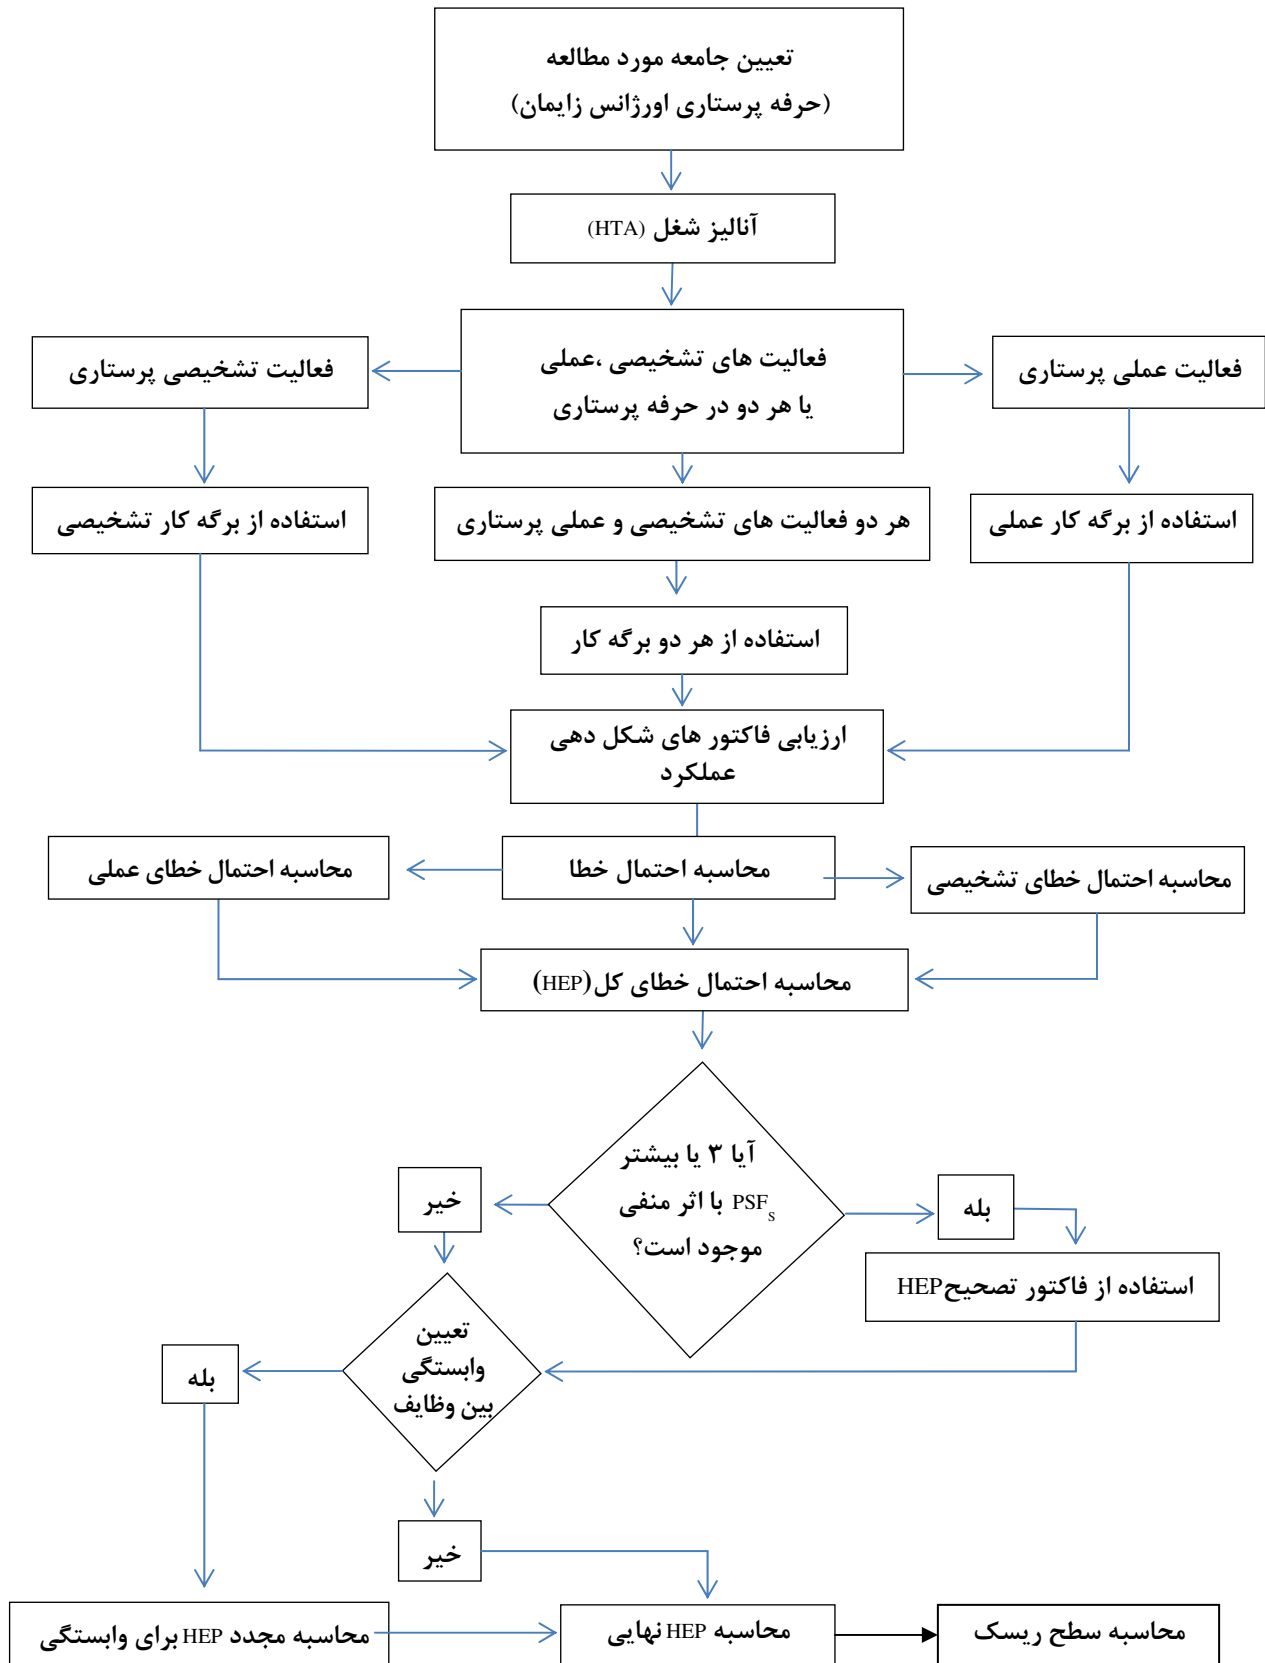 تعیین جامعه مورد مطالعه
(حرفه پرستاری اورژانس زایمان)
آنالیز شغل (HTA)
فعالیت های تشخیصی ،عملی
یا هر دو در حرفه پرستاری
فعالیت عملی پرستاری
فعالیت تشخیصی پرستاری
استفاده از برگه کار عملی
هر دو فعالیت های تشخیصی و عملی پرستاری
استفاده از برگه کار تشخیصی
استفاده از هر دو برگه کار
ارزیابی فاکتور های شکل دهی
عملکرد
محاسبه احتمال خطا
محاسبه احتمال خطای تشخیصی
محاسبه احتمال خطای عملی
محاسبه احتمال خطای کل(HEP)
آیا ۳ یا بیشتر
PSFs با اثر منفی
موجود است؟
بله
خیر
استفاده از فاکتور تصحیحHEP
تعیین
وابستگی
بین وظایف
بله
خیر
محاسبه مجدد HEP برای وابستگی
محاسبه HEP نهایی
محاسبه سطح ریسک